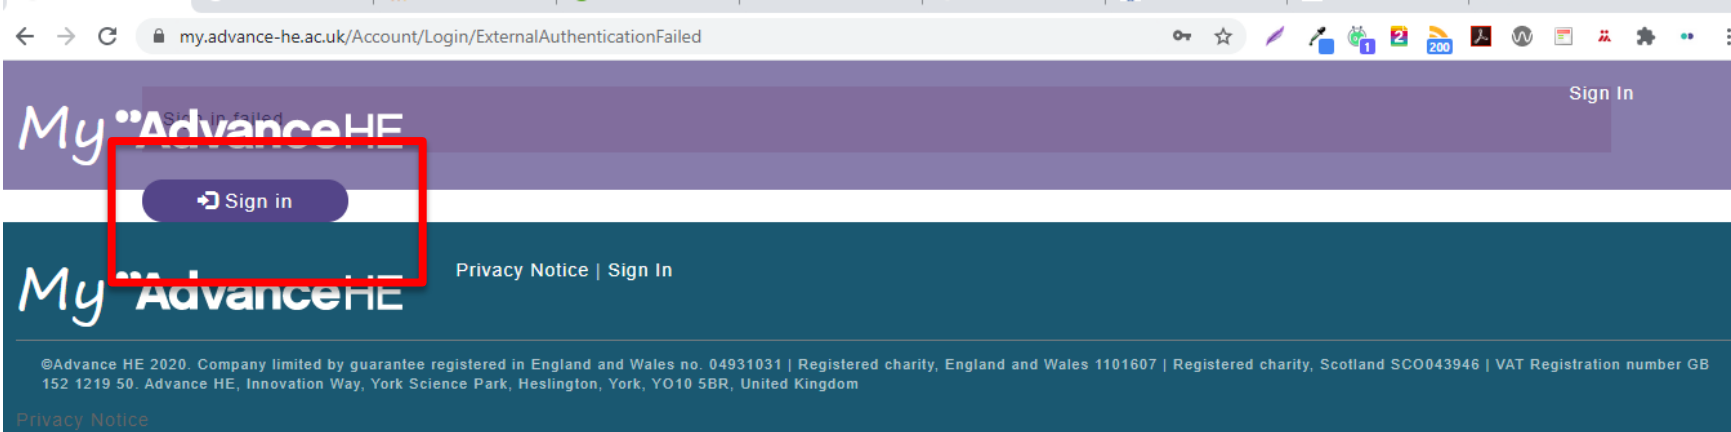 my.advance-he.ac.uk/Account/Login/ExternalAuthenticationFailed
1
2
200
Sign In
Sign in failed
My AdvanceHE
Sign in
My AdvanceHE
Privacy Notice | Sign In
©Advance HE 2020. Company limited by guarantee registered in England and Wales no. 04931031 | Registered charity, England and Wales 1101607 | Registered charity, Scotland SCO043946 | VAT Registration number GB
152 1219 50. Advance HE, Innovation Way, York Science Park, Heslington, York, YO10 5BR, United Kingdom
Privacy Notice